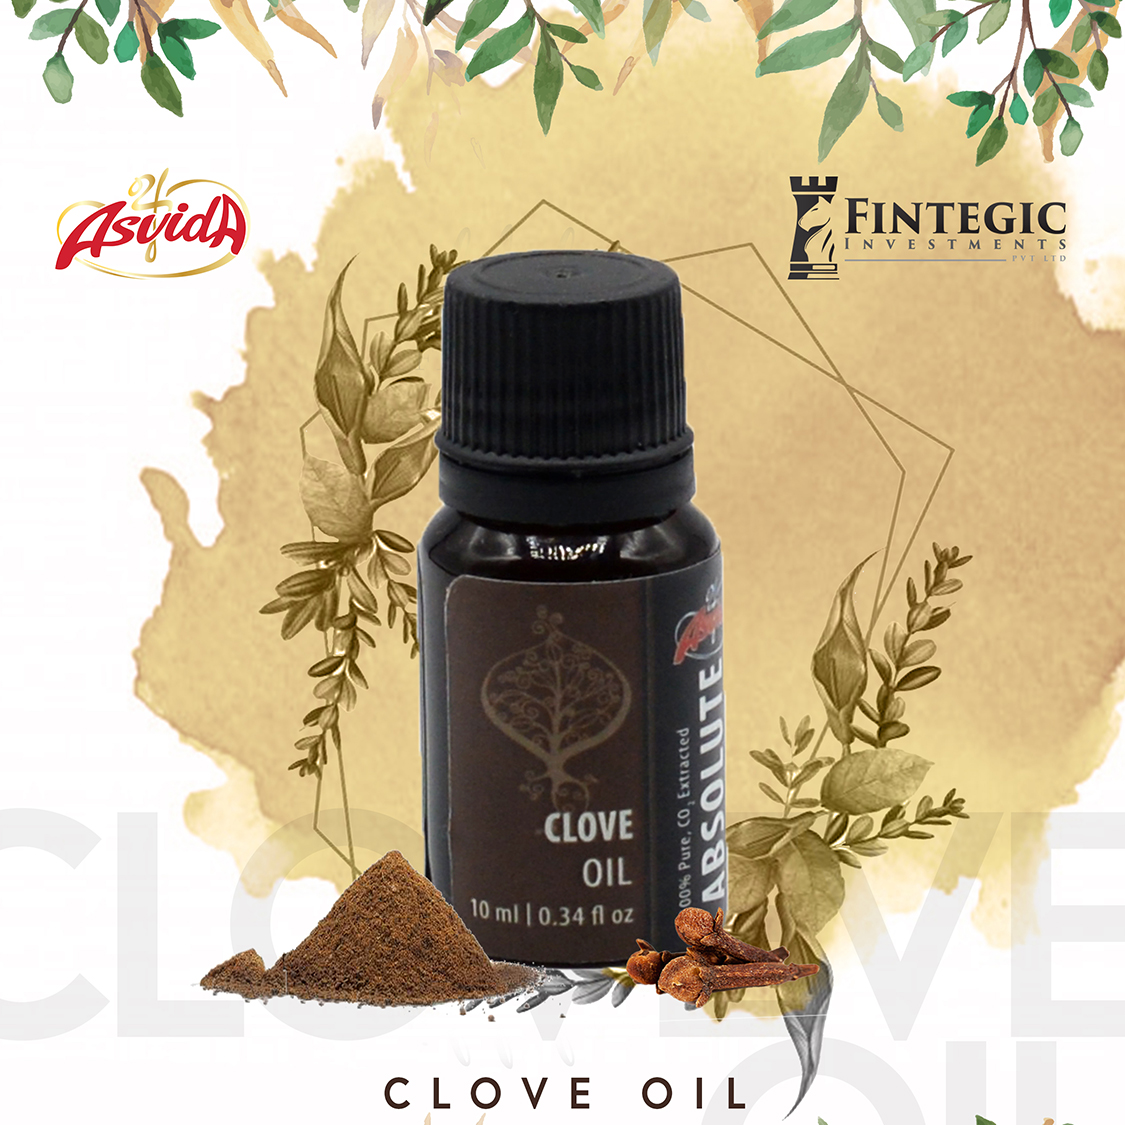 AsvidA
FINTEGIC
INVESTMENTS
PVT LTD
CLOVE
OIL
10 ml | 0.34 fl oz
00% Pure, CO₂ Extracted
ABSOLUTE
CLOVE
OIL
CLOVE OIL